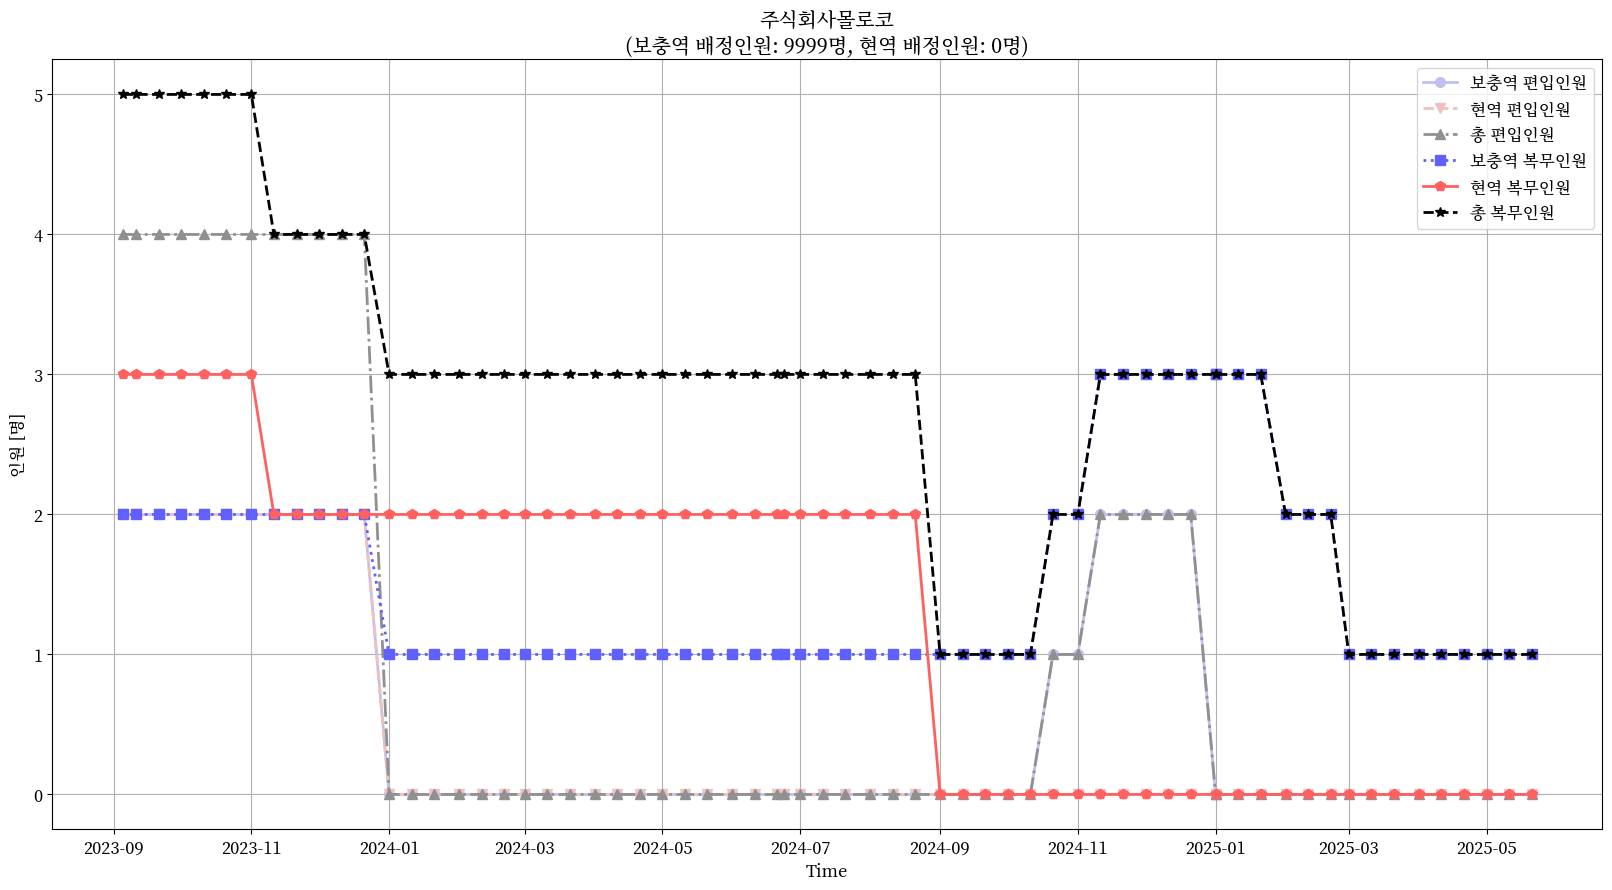 주식회사몰로코
(보충역 배정인원: 9999명, 현역 배정인원: 0명)
보충역 편입인원
현역 편입인원
총 편입인원
보충역 복무인원
현역 복무인원
총 복무인원
인원 [명]
5
4
3
2
1
0
2023-09 2023-11 2024-01 2024-03 2024-05 2024-07 2024-09 2024-11 2025-01 2025-03 2025-05
Time